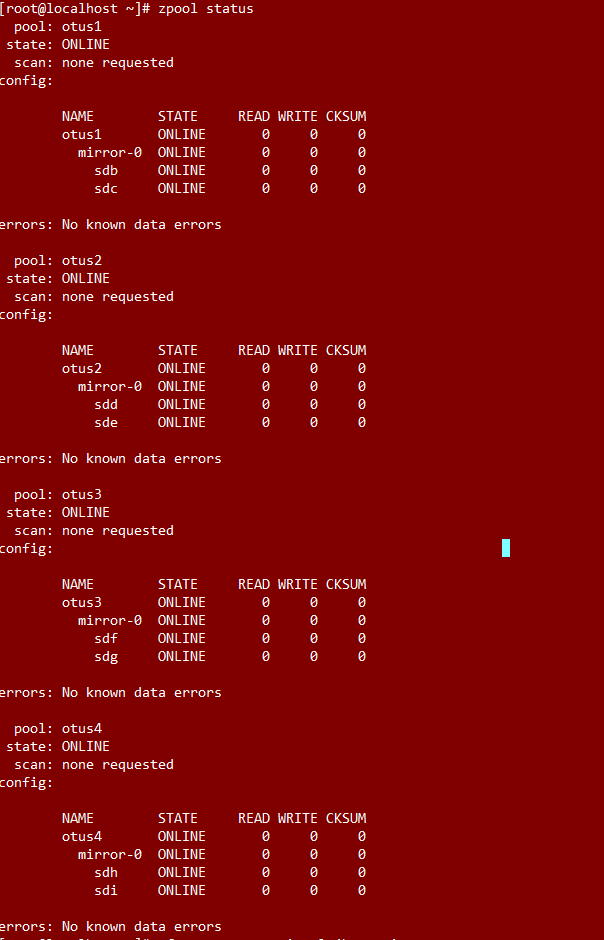 [root@localhost ~]# zpool status
  pool: otus1
 state: ONLINE
  scan: none requested
config:

        NAME        STATE     READ WRITE CKSUM
        otus1       ONLINE       0     0     0
          mirror-0  ONLINE       0     0     0
            sdb     ONLINE       0     0     0
            sdc     ONLINE       0     0     0

errors: No known data errors

  pool: otus2
 state: ONLINE
  scan: none requested
config:

        NAME        STATE     READ WRITE CKSUM
        otus2       ONLINE       0     0     0
          mirror-0  ONLINE       0     0     0
            sdd     ONLINE       0     0     0
            sde     ONLINE       0     0     0

errors: No known data errors

  pool: otus3
 state: ONLINE
  scan: none requested
config:

        NAME        STATE     READ WRITE CKSUM
        otus3       ONLINE       0     0     0
          mirror-0  ONLINE       0     0     0
            sdf     ONLINE       0     0     0
            sdg     ONLINE       0     0     0

errors: No known data errors

  pool: otus4
 state: ONLINE
  scan: none requested
config:

        NAME        STATE     READ WRITE CKSUM
        otus4       ONLINE       0     0     0
          mirror-0  ONLINE       0     0     0
            sdh     ONLINE       0     0     0
            sdi     ONLINE       0     0     0

errors: No known data errors